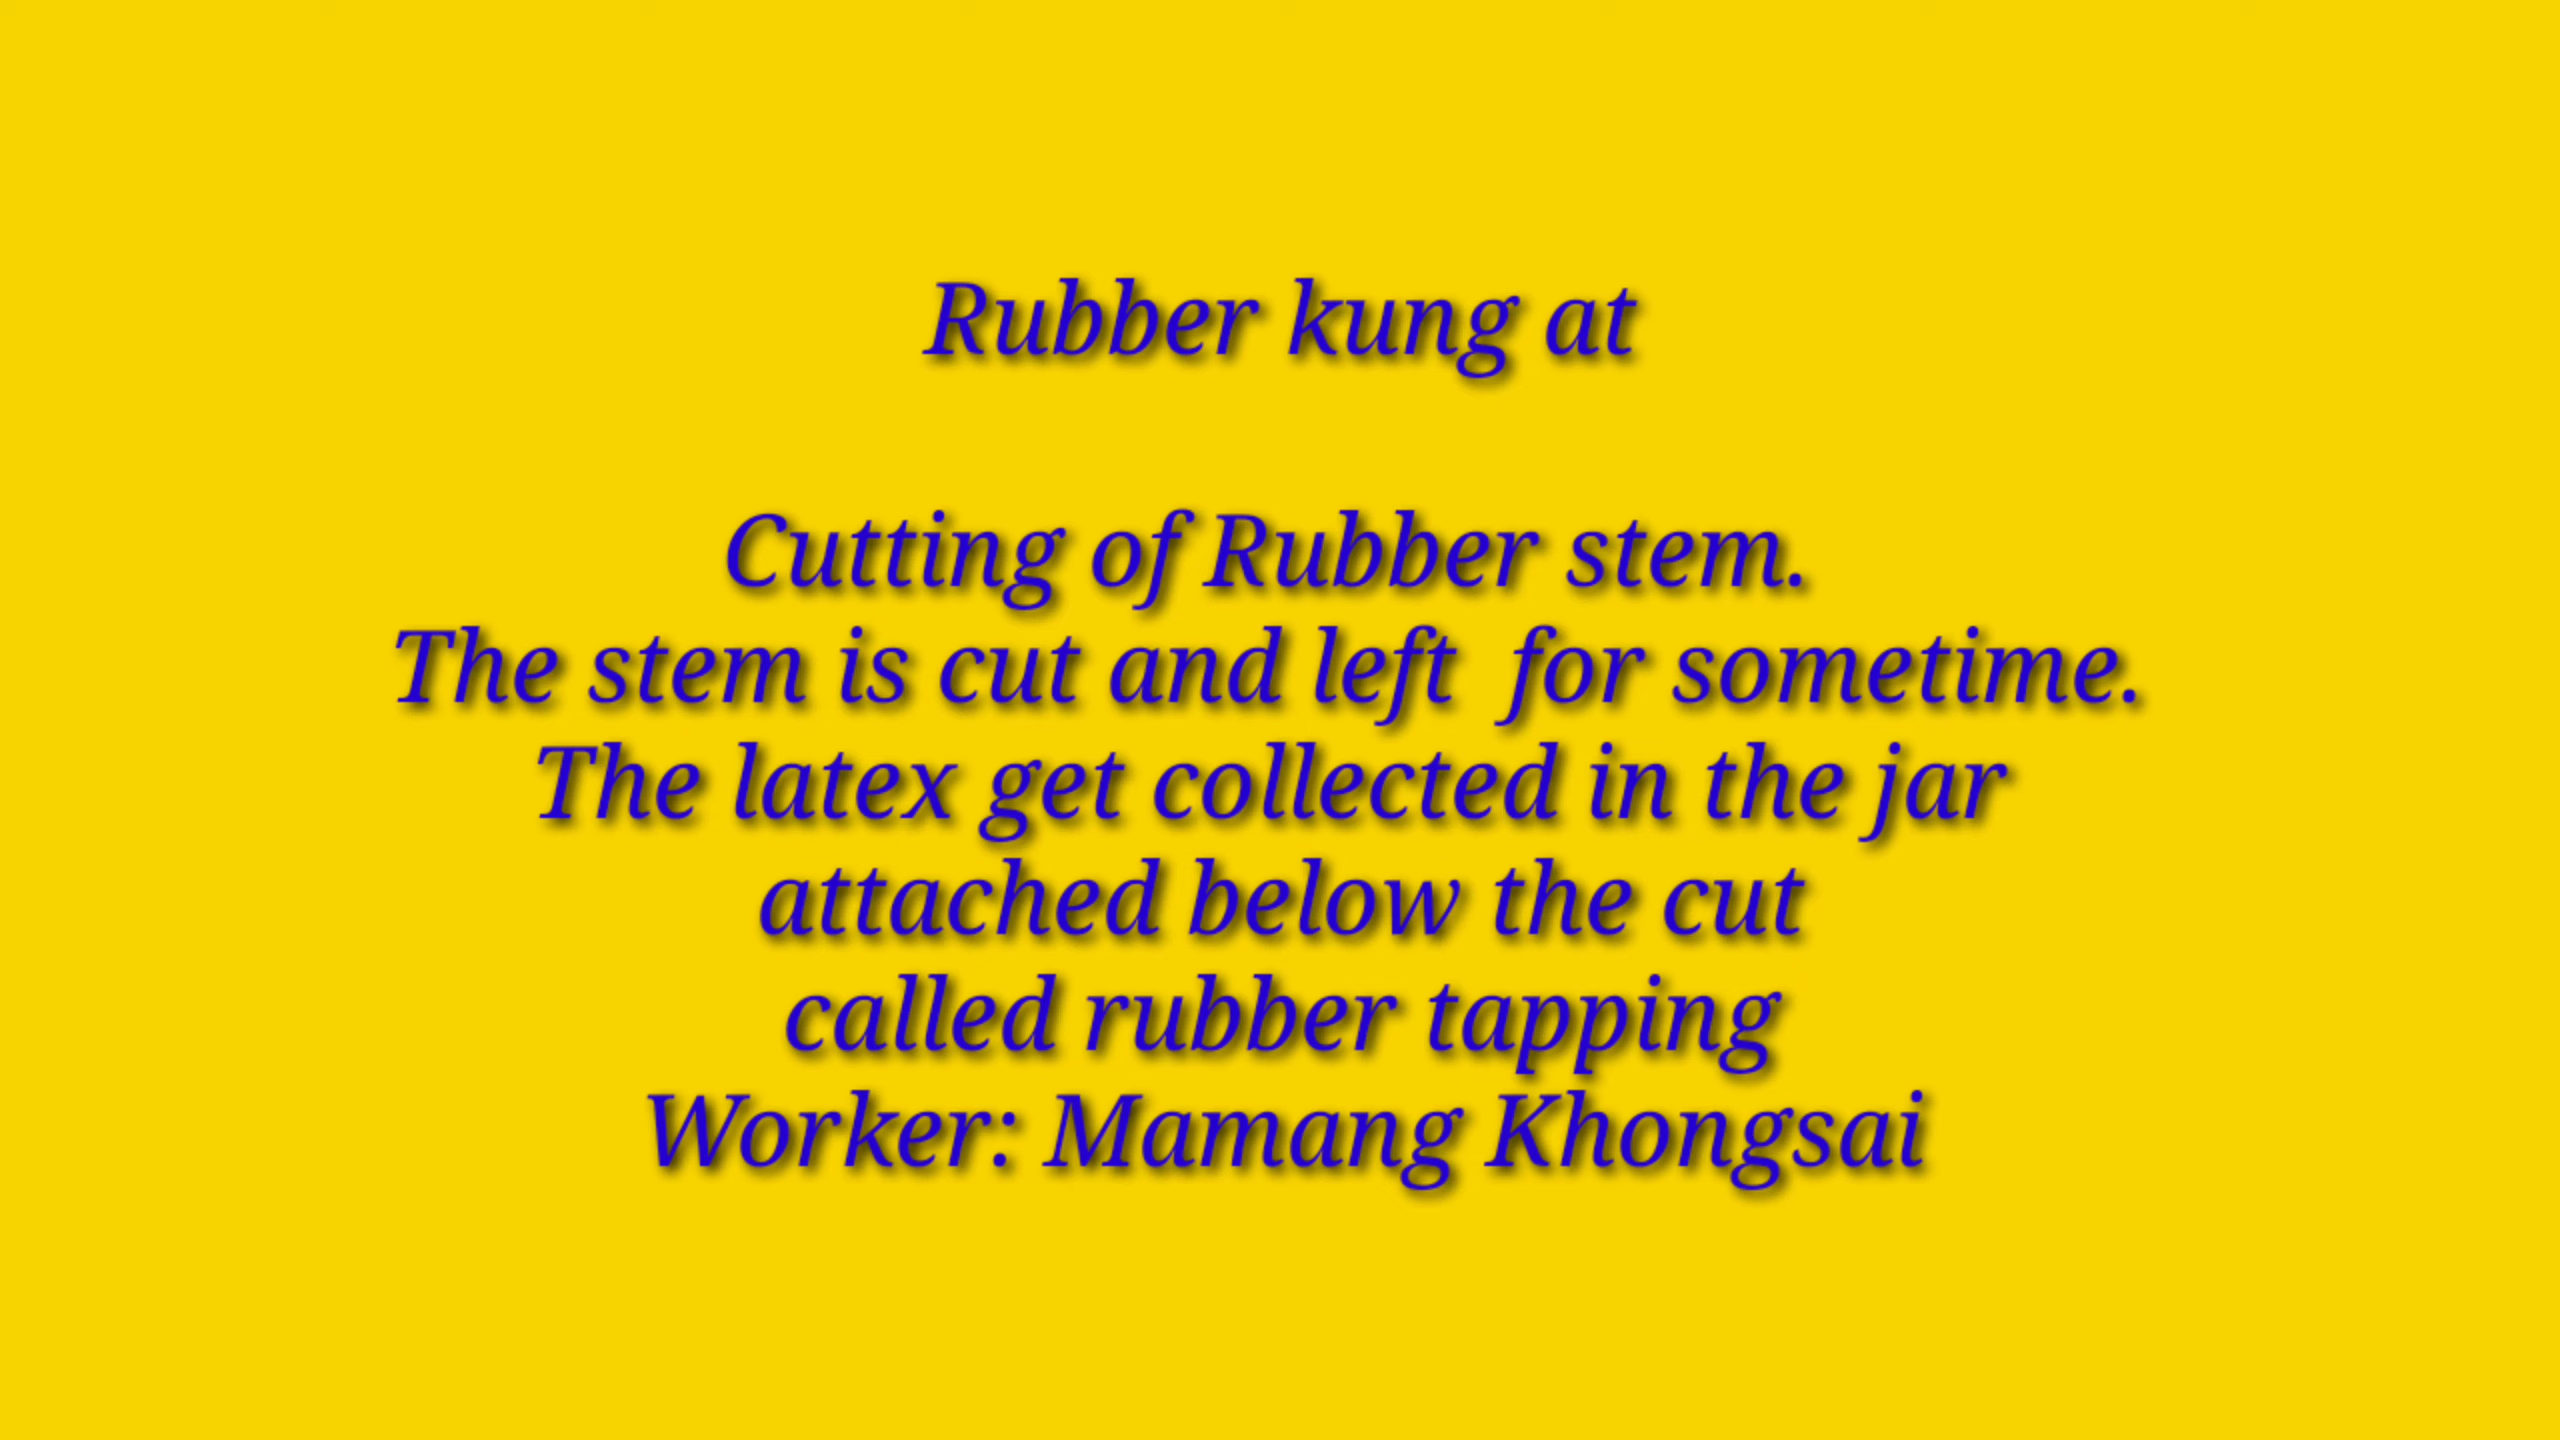 Rubber kung at
Cutting of Rubber stem.
The stem is cut and left  for sometime.
The latex get collected in the jar
attached below the cut
called rubber tapping
Worker: Mamang Khongsai